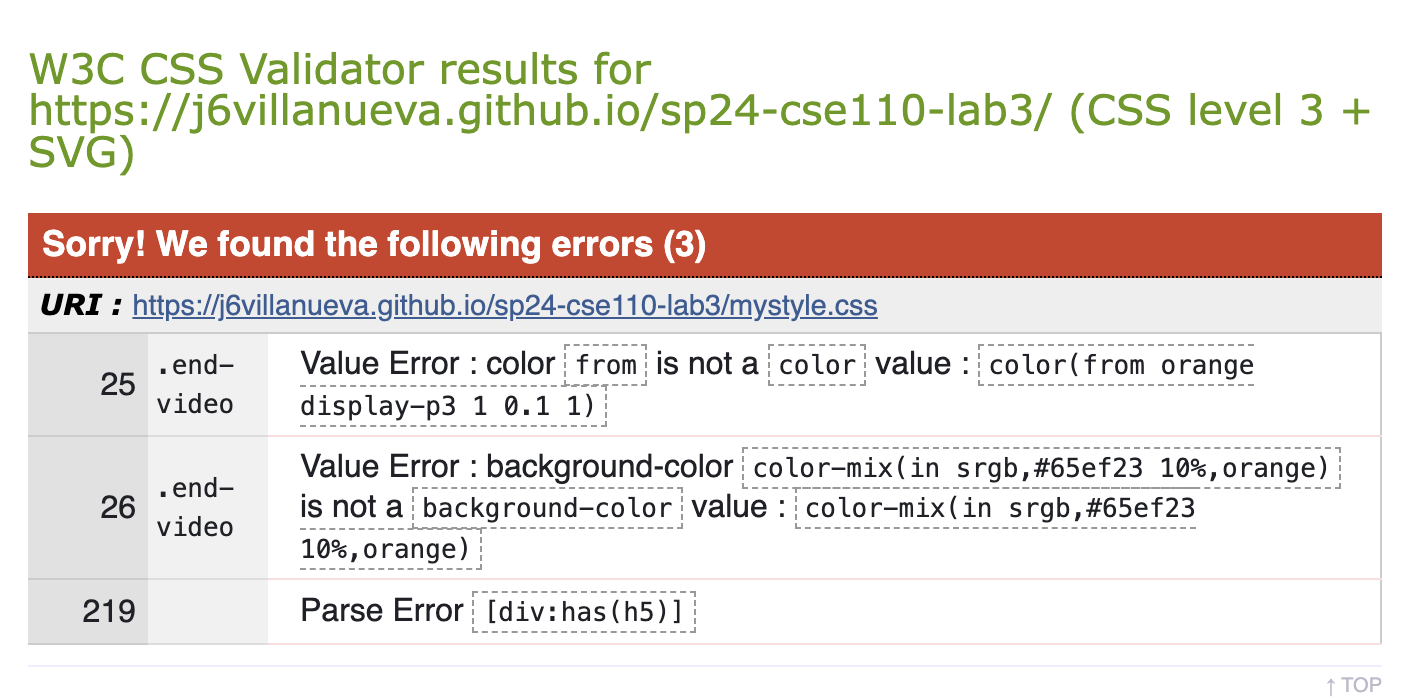 W3C CSS Validator results for
https://j6villanueva.github.io/sp24-cse110-lab3/ (CSS level 3 +
SVG)
Sorry! We found the following errors (3)
URI : https://j6villanueva.github.io/sp24-cse110-lab3/mystyle.css
25 .end-video Value Error : color from is not a color value : color(from orange
display-p3 1 0.1 1)
26 .end-video Value Error : background-color color-mix(in srgb,#65ef23 10%,orange)
is not a background-color value : color-mix(in srgb,#65ef23
10%,orange)
219 Parse Error [div:has(h5)]
↑ TOP